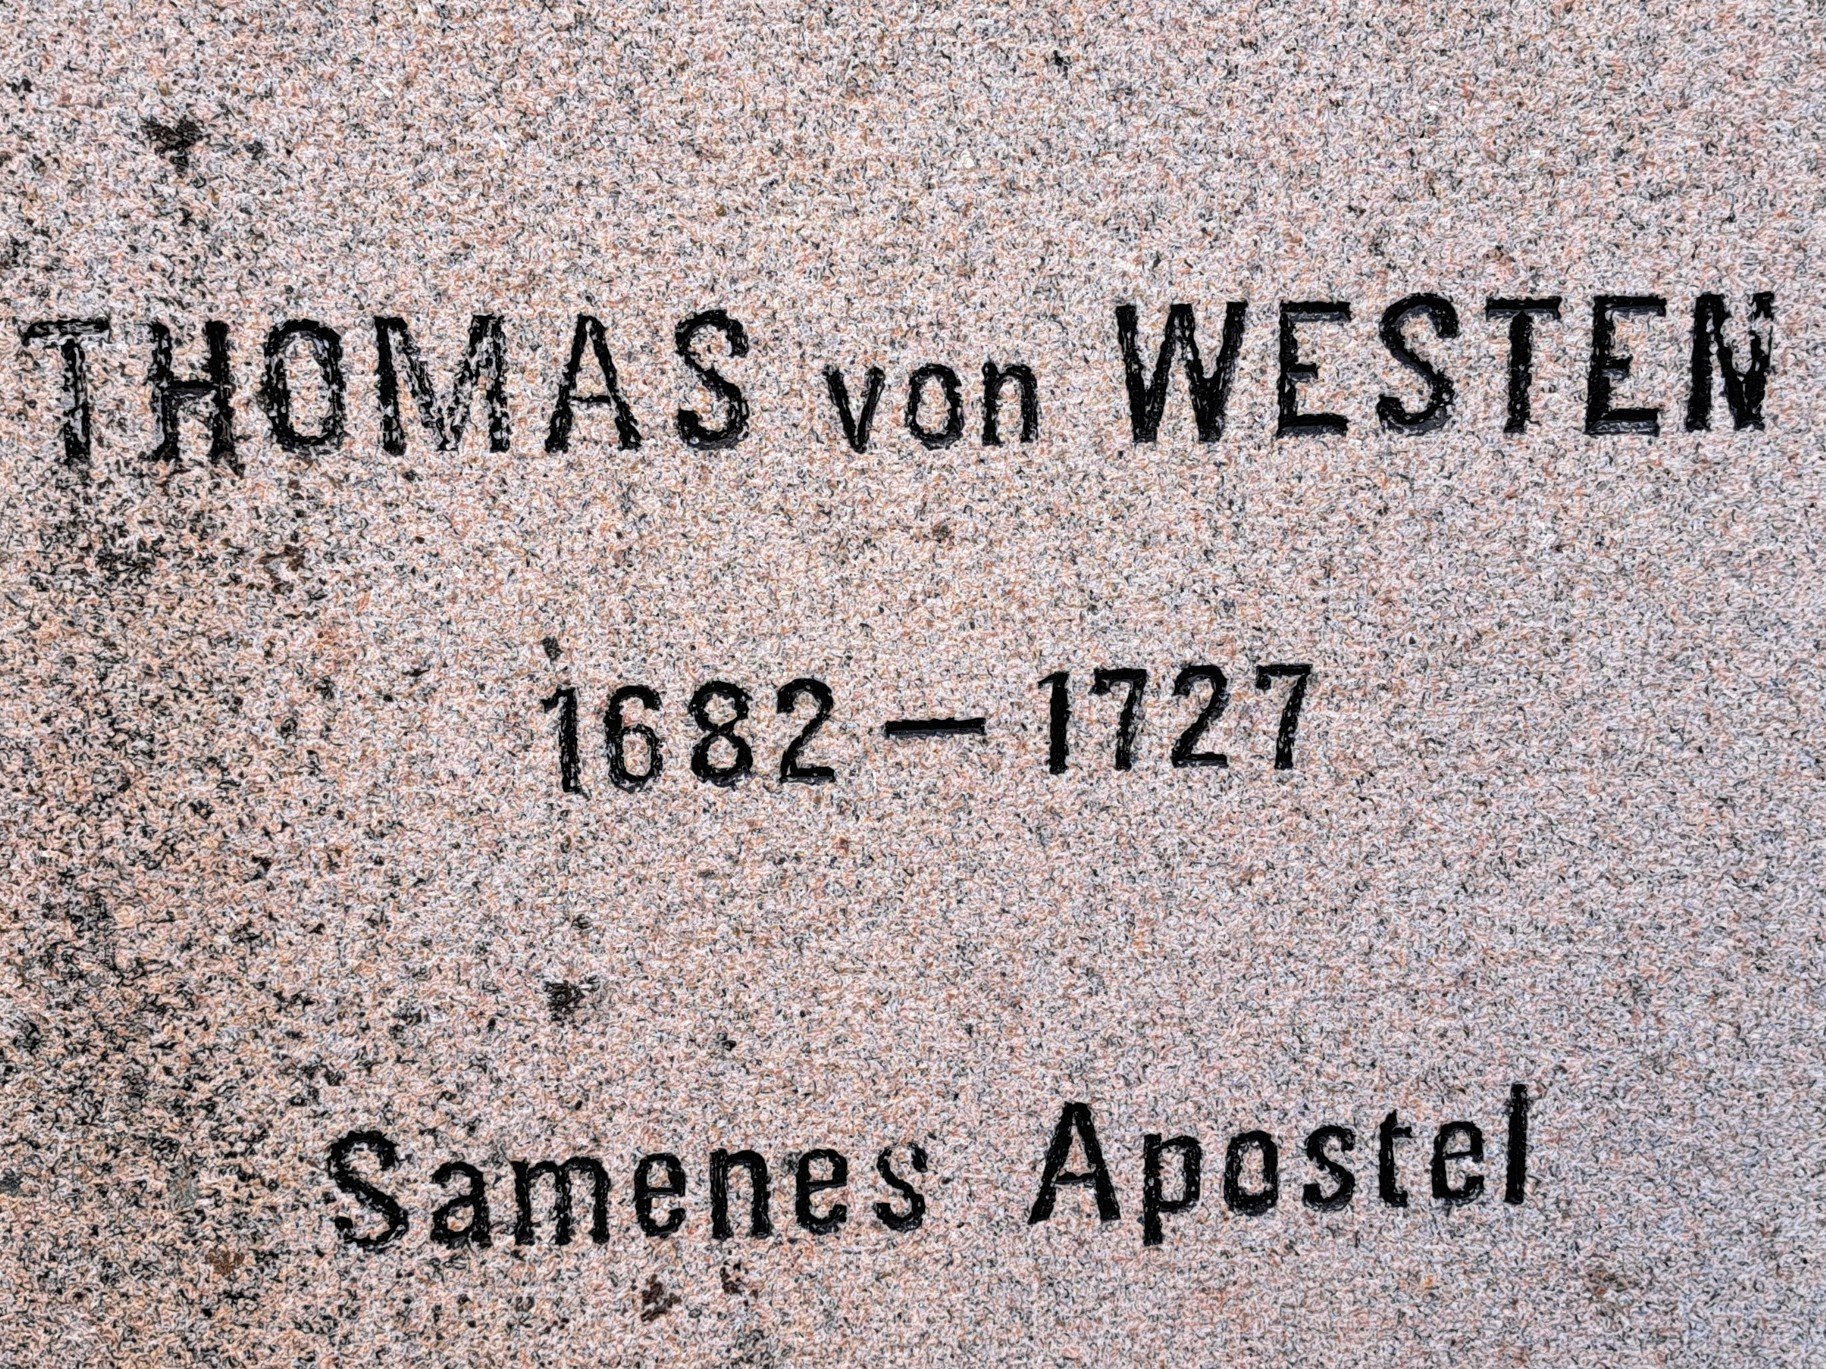 THOMAS von WESTEN
1682 — 1727
Samenes Apostel